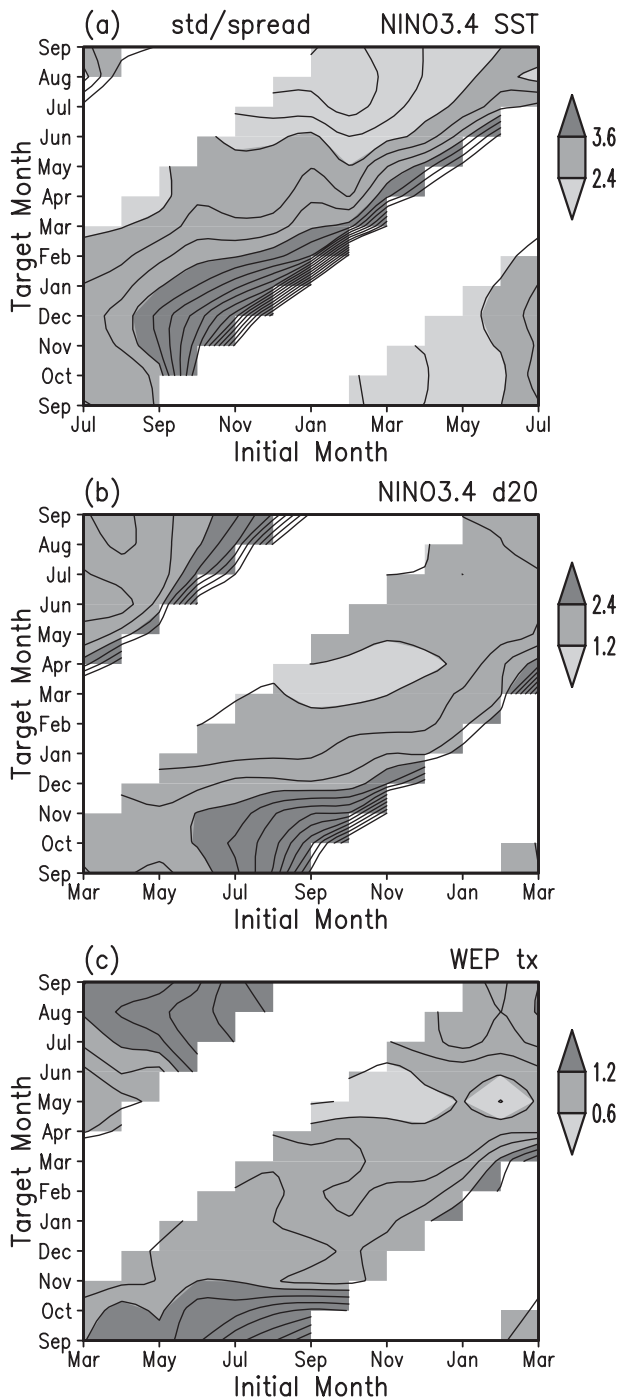 (a) std/spread NINO3.4 SST
Sep
Aug
Jul
Jun
May
Apr
Mar
Feb
Jan
Dec
Nov
Oct
Sep
Target Month
Jul Sep Nov Jan Mar May Jul
Initial Month
3.6
2.4
(b) NINO3.4 d20
Sep
Aug
Jul
Jun
May
Apr
Mar
Feb
Jan
Dec
Nov
Oct
Sep
Target Month
Mar May Jul Sep Nov Jan Mar
Initial Month
2.4
1.2
(c) WEP tx
Sep
Aug
Jul
Jun
May
Apr
Mar
Feb
Jan
Dec
Nov
Oct
Sep
Target Month
Mar May Jul Sep Nov Jan Mar
Initial Month
1.2
0.6